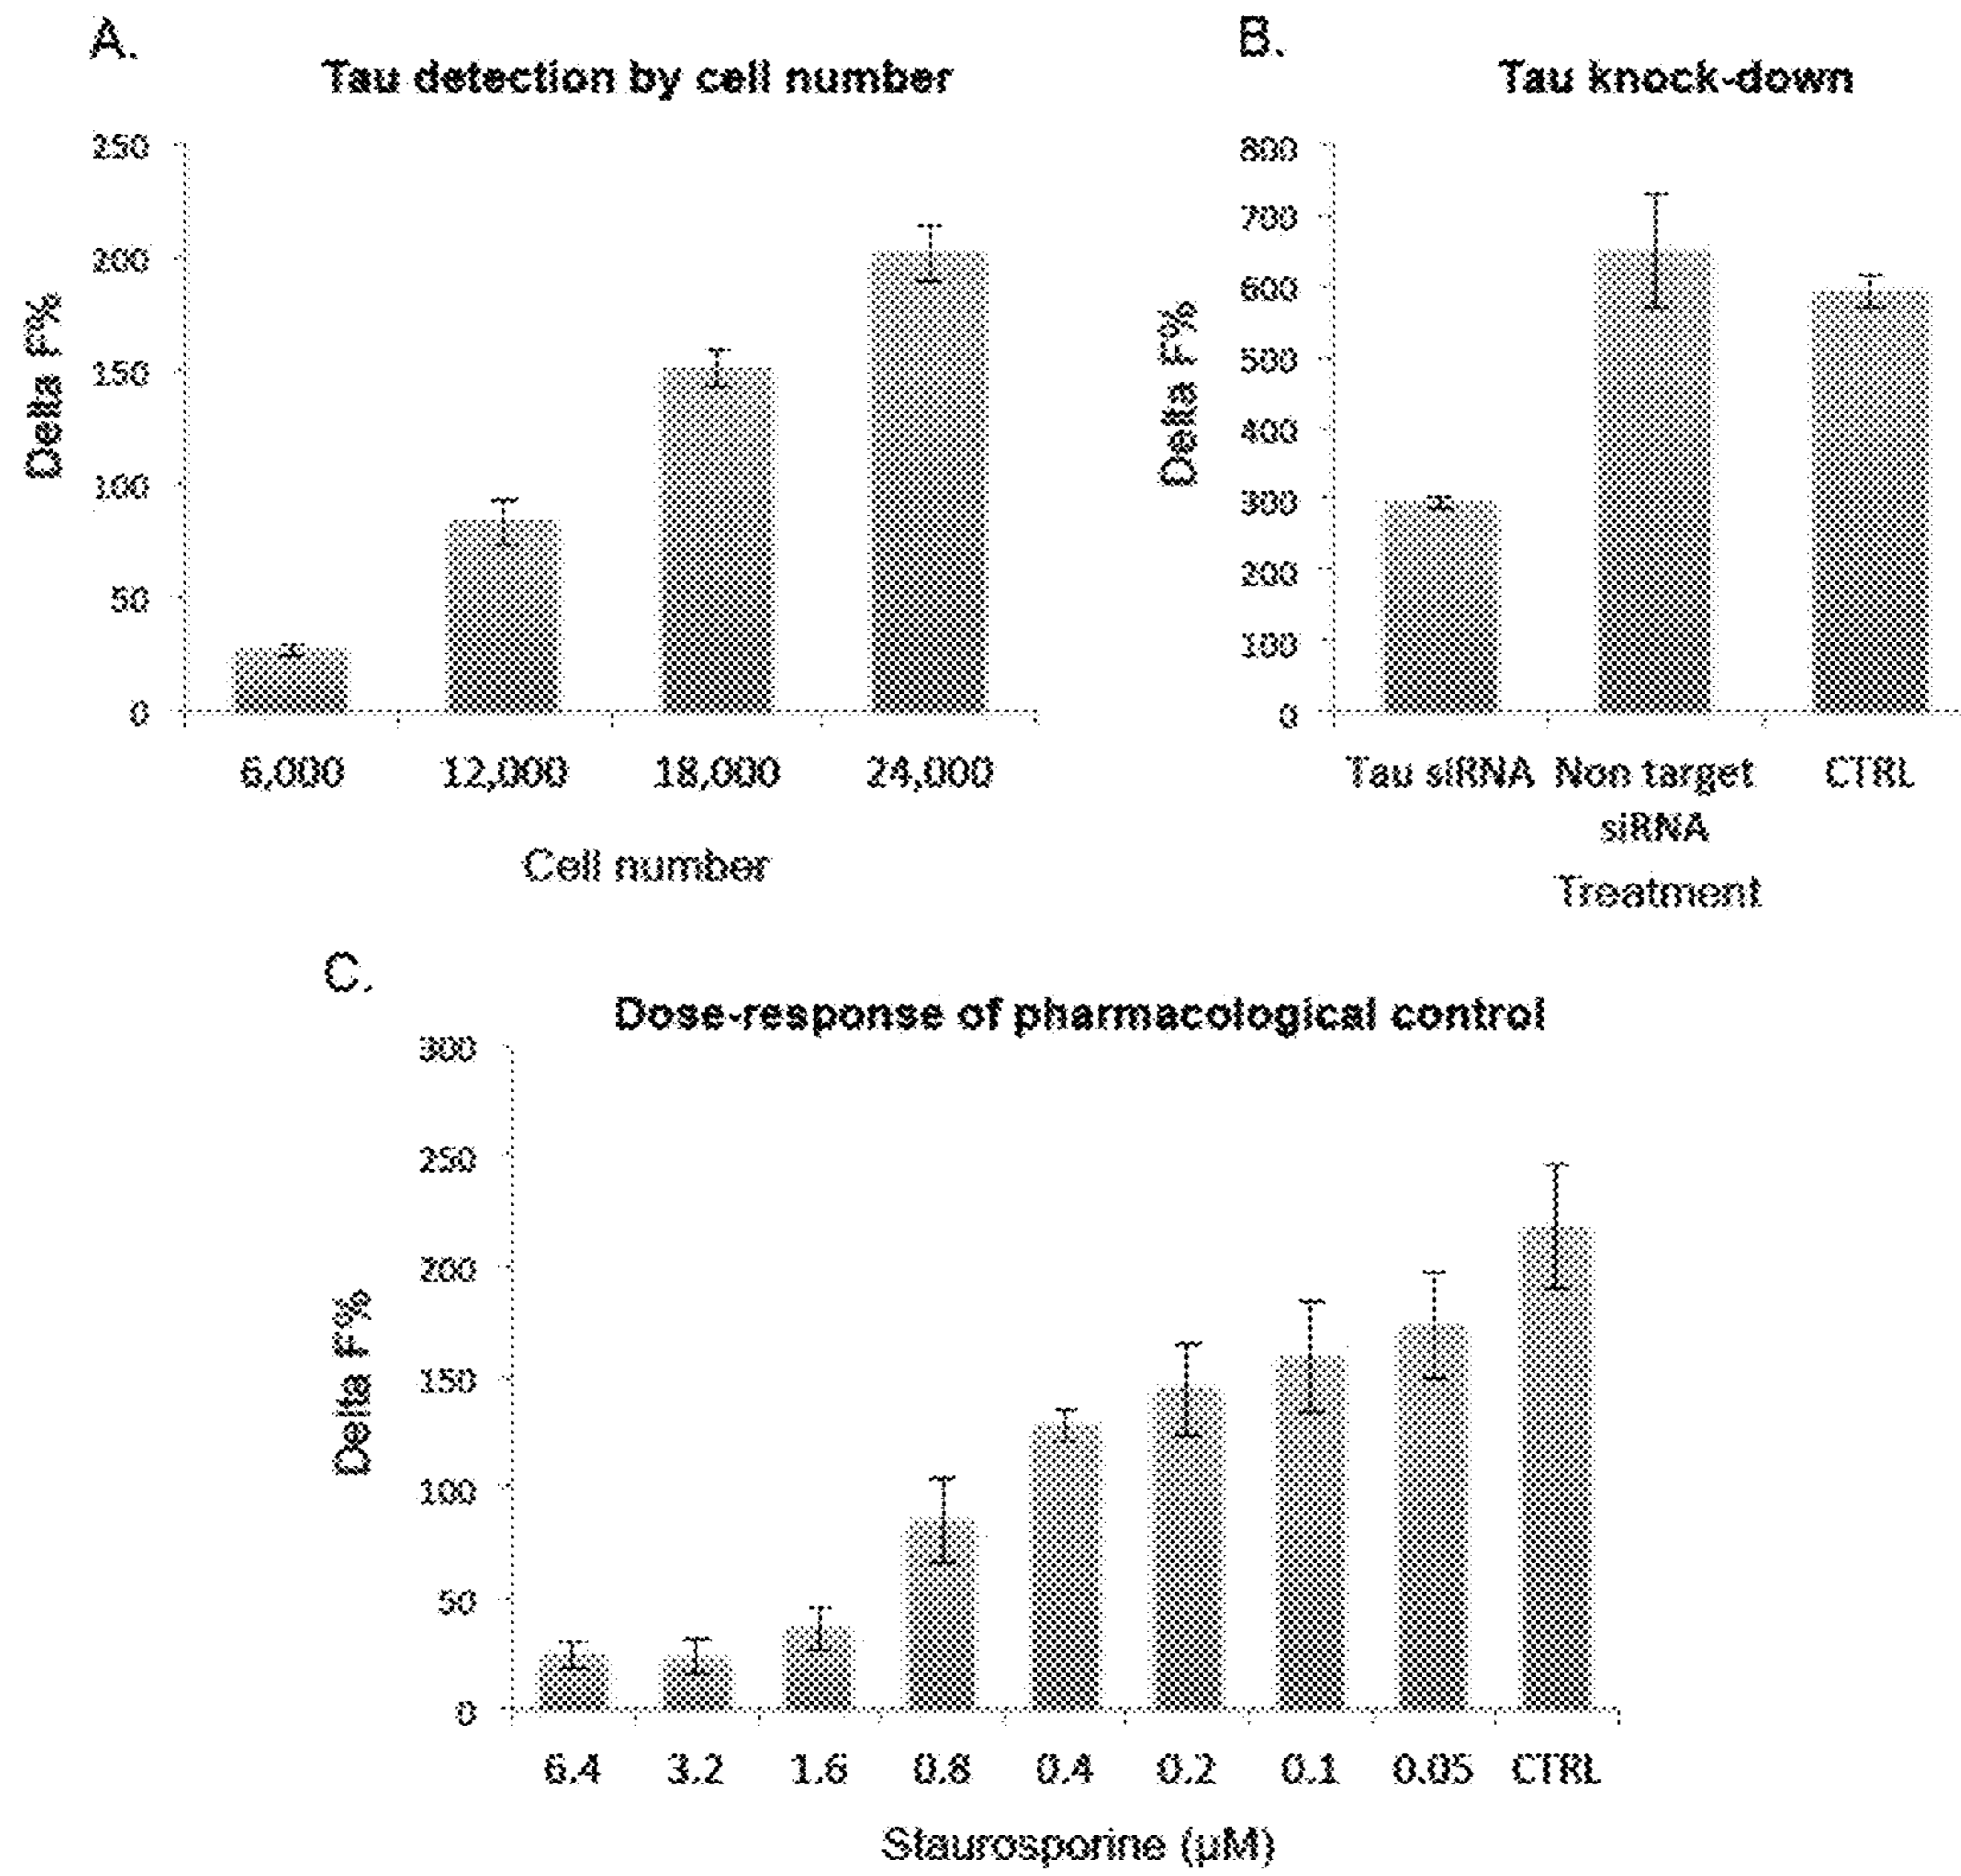 A.
Tau detection by cell number
250
200
150
100
50
0
Delta F%
6,000 12,000 18,000 24,000
Cell number
B.
Tau knock-down
800
700
600
500
400
300
200
100
0
Delta F%
Tau siRNA Non target CTRL
siRNA
Treatment
C.
Dose-response of pharmacological control
300
250
200
150
100
50
0
Delta F%
6.4 3.2 1.6 0.8 0.4 0.2 0.1 0.05 CTRL
Staurosporine (µM)